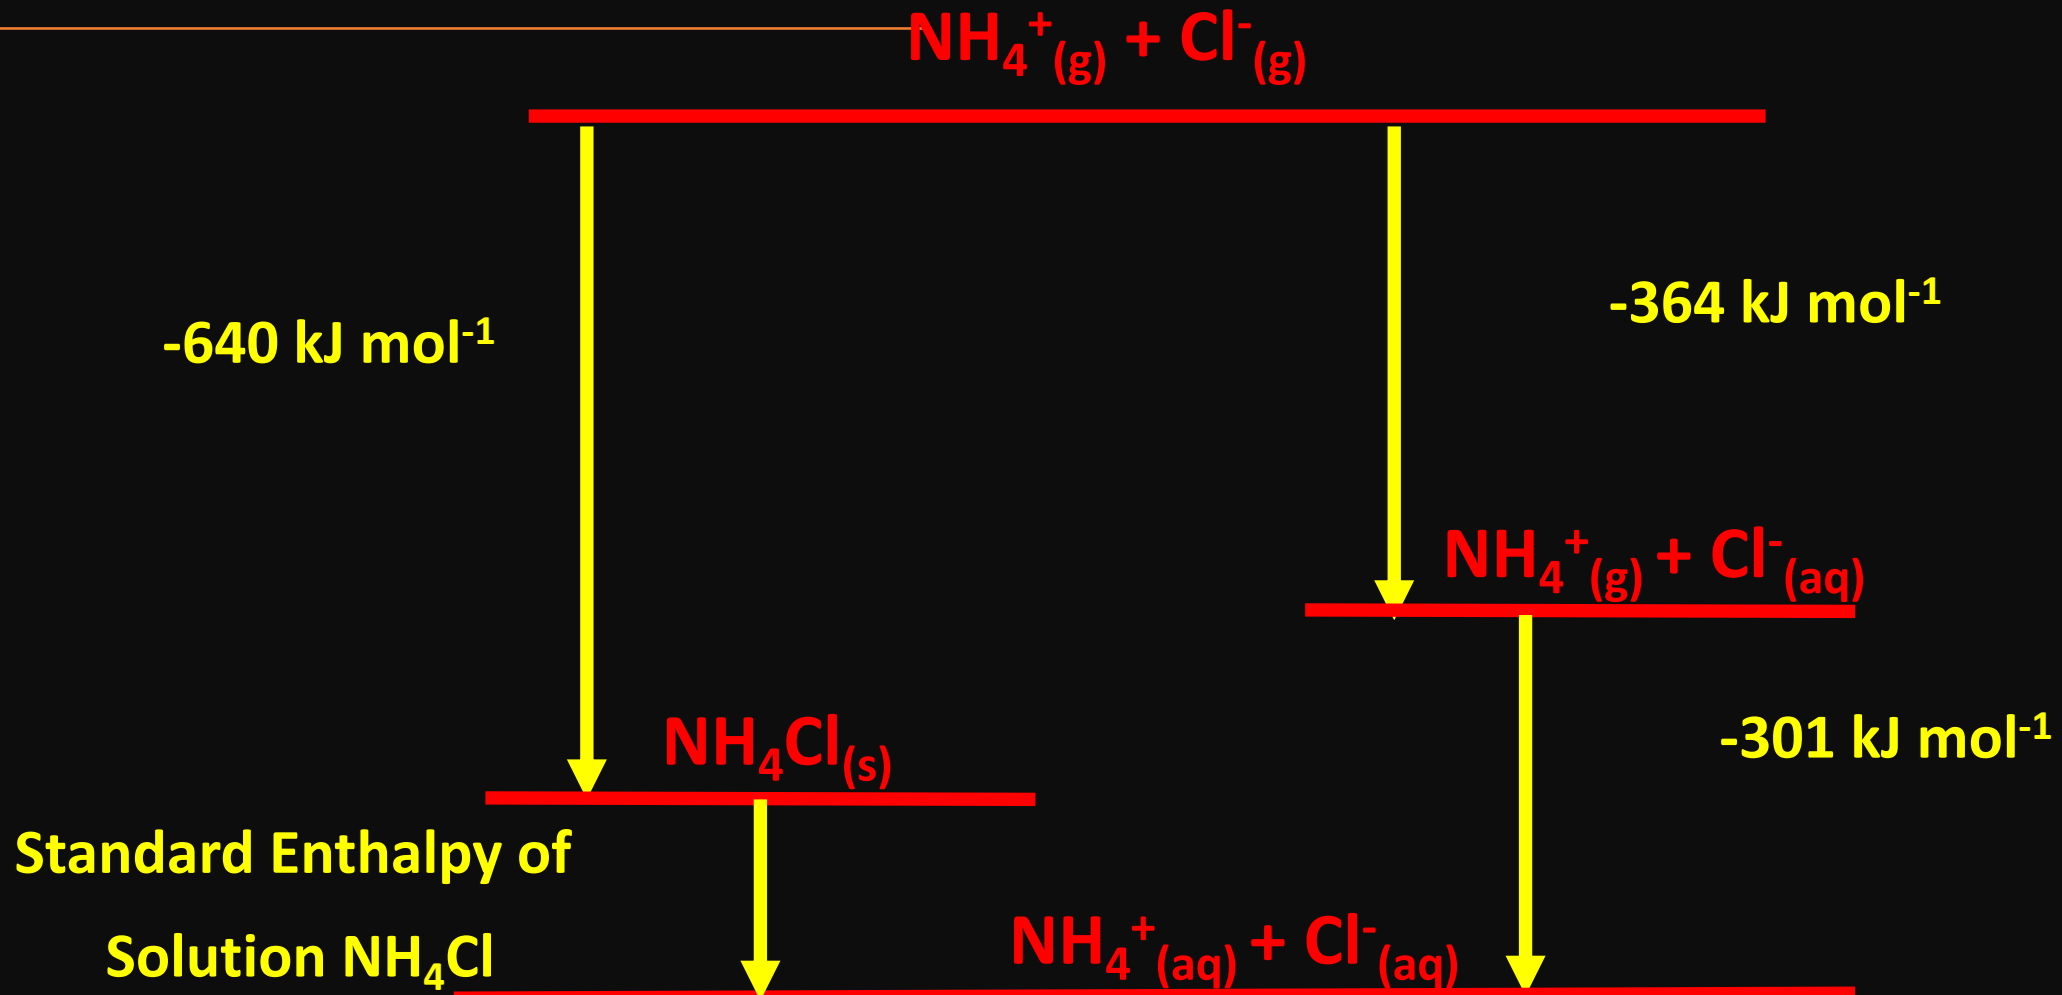 NH₄⁺(g) + Cl⁻(g)
-640 kJ mol⁻¹
-364 kJ mol⁻¹
NH₄⁺(g) + Cl⁻(aq)
NH₄Cl(s)
-301 kJ mol⁻¹
Standard Enthalpy of
Solution NH₄Cl
NH₄⁺(aq) + Cl⁻(aq)